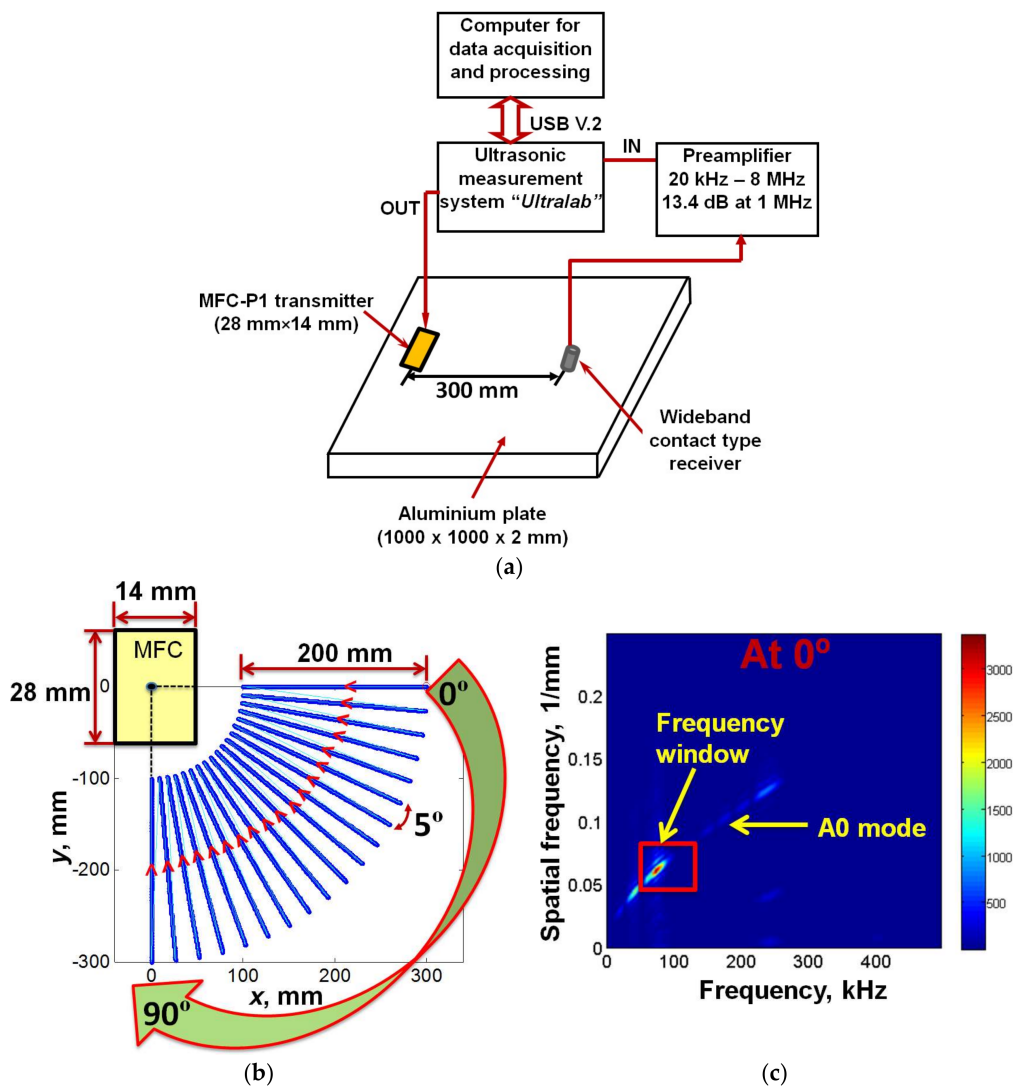 Computer for
data acquisition
and processing
USB V.2
IN
Ultrasonic
measurement
system “Ultralab”
Preamplifier
20 kHz – 8 MHz
13.4 dB at 1 MHz
OUT
MFC-P1 transmitter
(28 mm×14 mm)
300 mm
Wideband
contact type
receiver
Aluminium plate
(1000 x 1000 x 2 mm)
(a)
14 mm
MFC
28 mm
200 mm
0
0º
-100
5º
y, mm
-200
-300
0
100
200
300
x, mm
90º
(b)
At 0º
Spatial frequency, 1/mm
0.2
0.15
0.1
0.05
0
Frequency
window
A0 mode
0
100
200
300
400
Frequency, kHz
3000
2500
2000
1500
1000
500
(c)